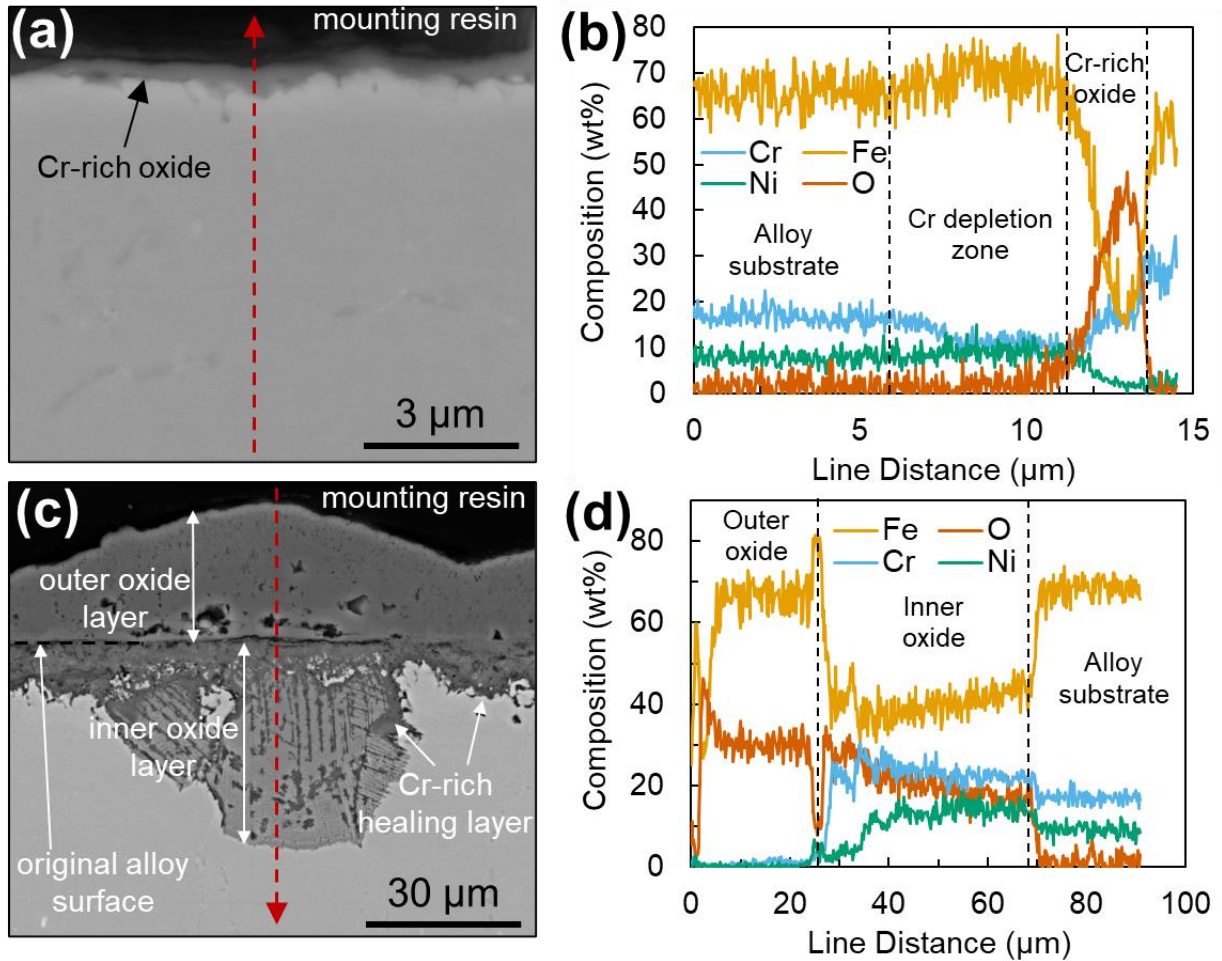 (a)
mounting resin
Cr-rich oxide
3 μm
(b)
80
70
60
50
40
30
20
10
0
Composition (wt%)
Cr-rich
oxide
Cr
Fe
Ni
O
Alloy
substrate
Cr depletion
zone
0
5
10
15
Line Distance (μm)
(c)
mounting resin
outer oxide
layer
inner oxide
layer
Cr-rich
healing layer
original alloy
surface
30 μm
(d)
80
60
40
20
0
Composition (wt%)
Outer
oxide
Fe
O
Cr
Ni
Inner
oxide
Alloy
substrate
0
20
40
60
80
100
Line Distance (μm)